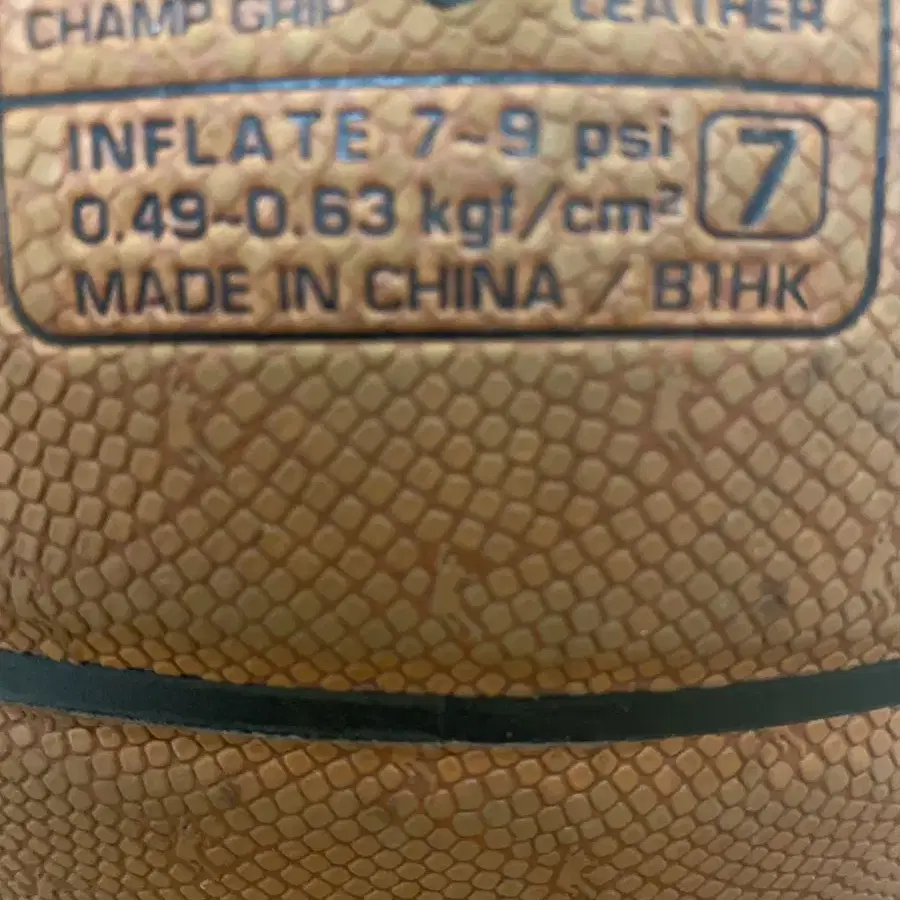 CHAMP GRIP LEATHER
INFLATE 7~9 psi 7
0.49~0.63 kgf/cm²
MADE IN CHINA / B1HK